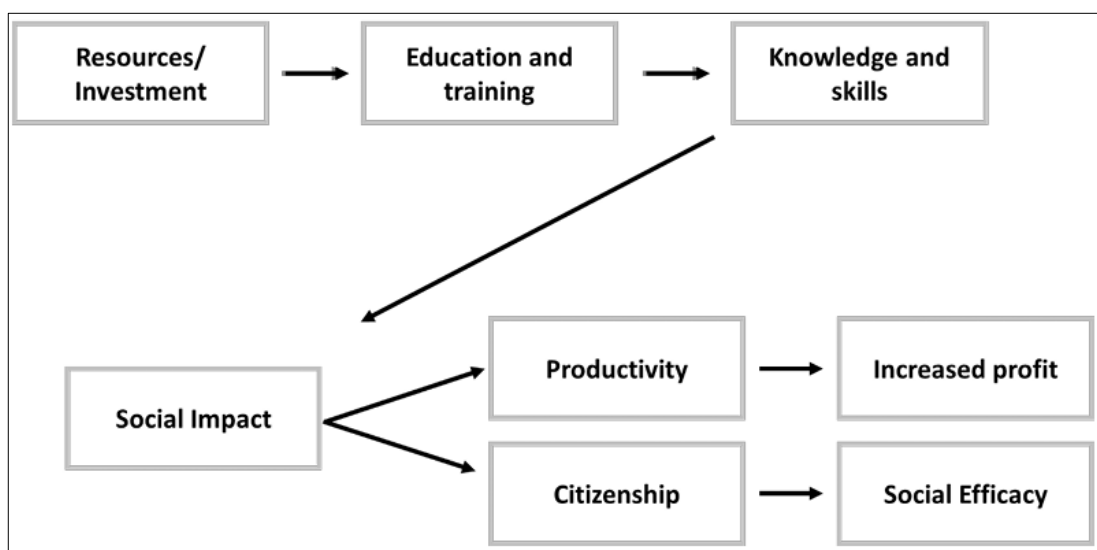 Resources/
Investment
Education and
training
Knowledge and
skills
Productivity
Increased profit
Social Impact
Citizenship
Social Efficacy